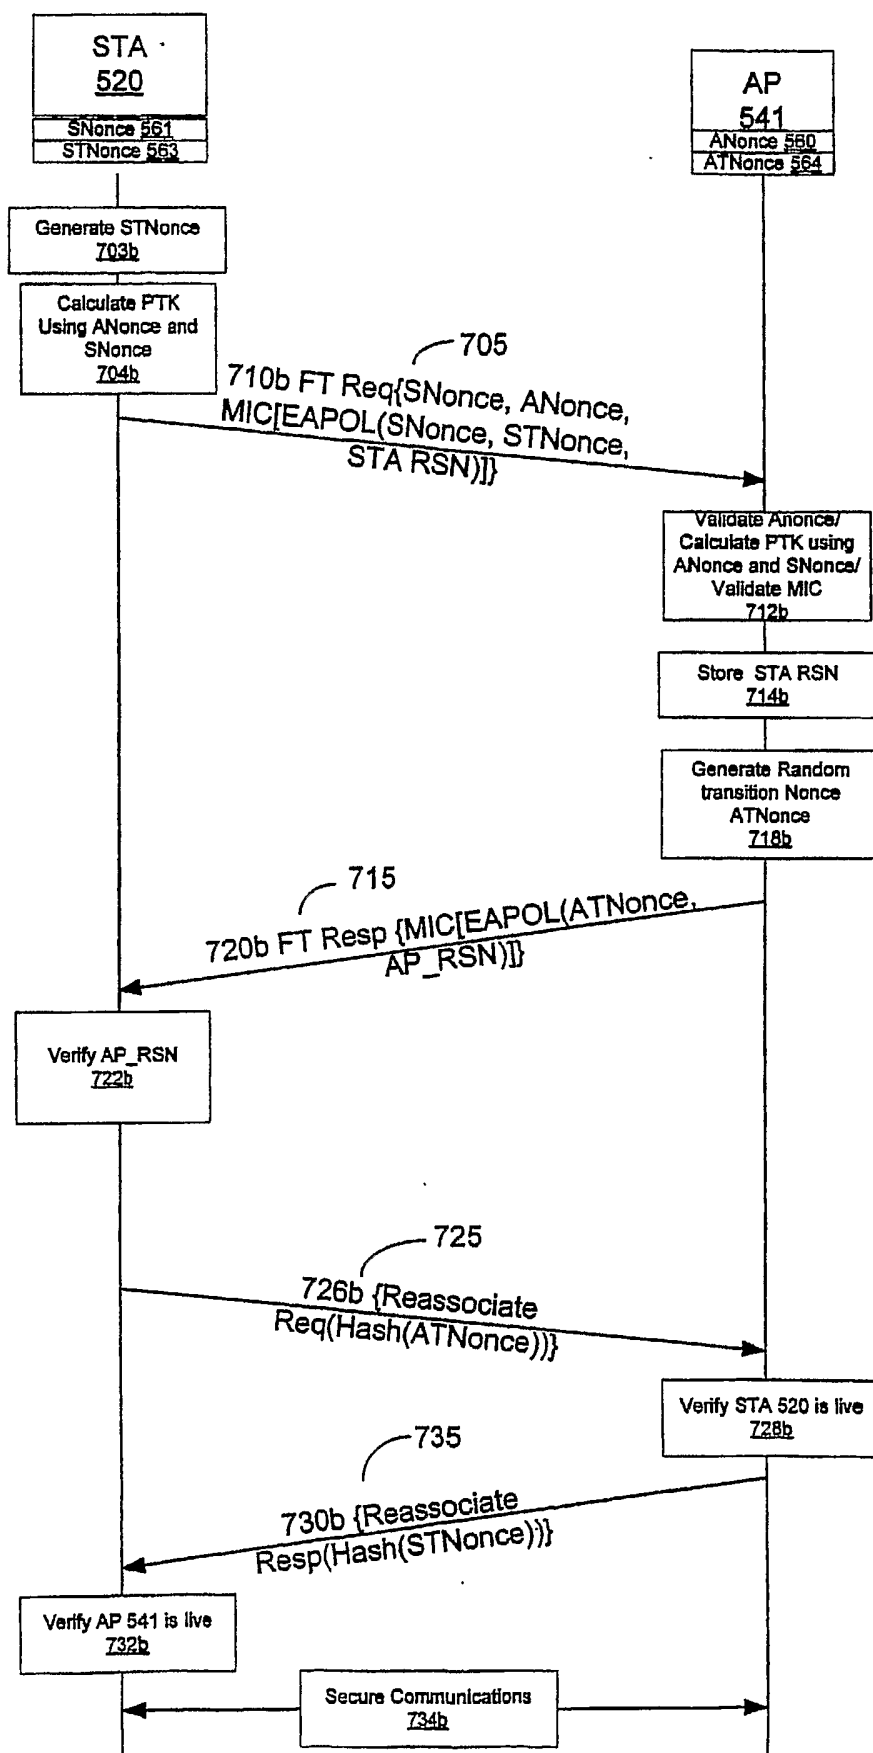 STA
520
SNonce 561
STNonce 563
AP
541
ANonce 560
ATNonce 564
Generate STNonce
703b
Calculate PTK
Using ANonce and
SNonce
704b
705
710b FT Req{SNonce, ANonce,
MIC[EAPOL(SNonce, STNonce,
STA RSN)]}
Validate Anonce/
Calculate PTK using
ANonce and SNonce/
Validate MIC
712b
Store STA RSN
714b
Generate Random
transition Nonce
ATNonce
718b
715
720b FT Resp {MIC[EAPOL(ATNonce,
AP_RSN)]}
Verify AP_RSN
722b
725
726b {Reassociate
Req(Hash(ATNonce))}
Verify STA 520 is live
728b
735
730b {Reassociate
Resp(Hash(STNonce))}
Verify AP 541 is live
732b
Secure Communications
734b